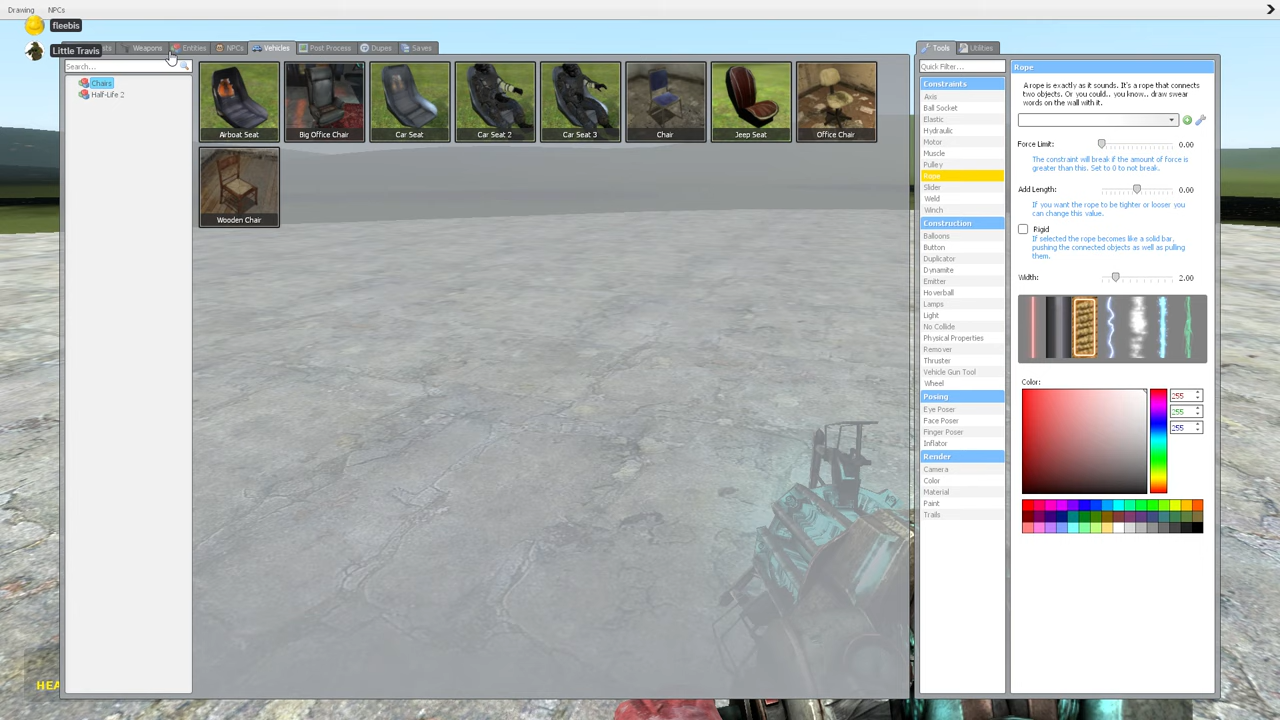 Drawing NPCs
fleebis
Little Travis
Weapons Entities NPCs Vehicles Post Process Dupes Saves
Search...
Chairs
Half-Life 2
Airboat Seat
Big Office Chair
Car Seat
Car Seat 2
Car Seat 3
Chair
Jeep Seat
Office Chair
Wooden Chair
HEA
Tools Utilities
Quick Filter...
Constraints
Axis
Ball Socket
Elastic
Hydraulic
Motor
Muscle
Pulley
Rope
Slider
Weld
Winch
Construction
Balloons
Button
Duplicator
Dynamite
Emitter
Hoverball
Lamps
Light
No Collide
Physical Properties
Remover
Thruster
Vehicle Gun Tool
Wheel
Posing
Eye Poser
Face Poser
Finger Poser
Inflator
Render
Camera
Color
Material
Paint
Trails
Rope
A rope is exactly as it sounds. It's a rope that connects
two objects. Or you could.. you know.. draw swear
words on the wall with it.
Force Limit: 0.00
The constraint will break if the amount of force is
greater than this. Set to 0 to not break.
Add Length: 0.00
If you want the rope to be tighter or looser you
can change this value.
Rigid
If selected the rope becomes like a solid bar,
pushing the connected objects as well as pulling
them.
Width: 2.00
Color:
255
255
255